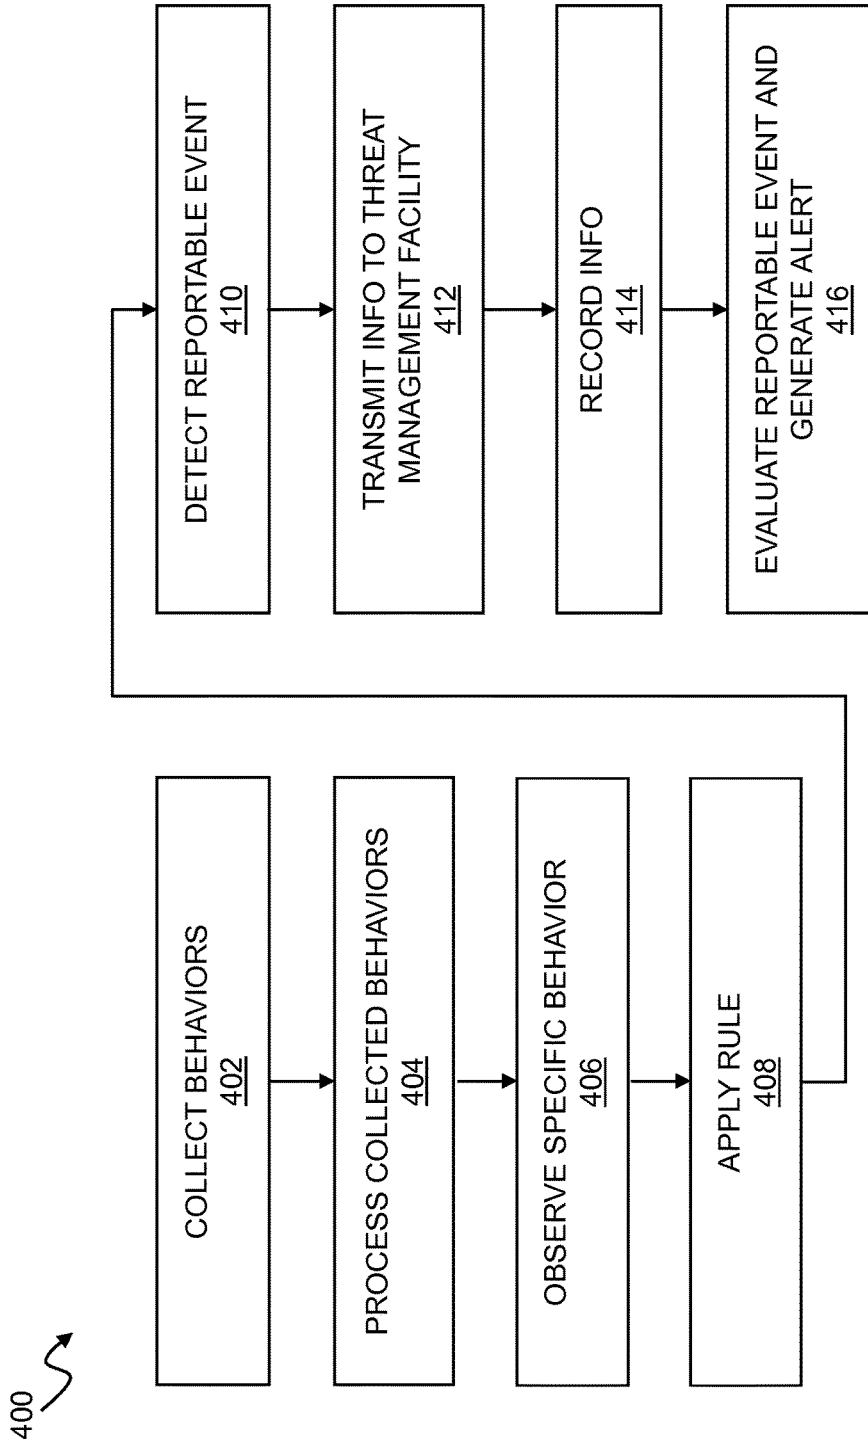 400
COLLECT BEHAVIORS
402
PROCESS COLLECTED BEHAVIORS
404
OBSERVE SPECIFIC BEHAVIOR
406
APPLY RULE
408
DETECT REPORTABLE EVENT
410
TRANSMIT INFO TO THREAT
MANAGEMENT FACILITY
412
RECORD INFO
414
EVALUATE REPORTABLE EVENT AND
GENERATE ALERT
416